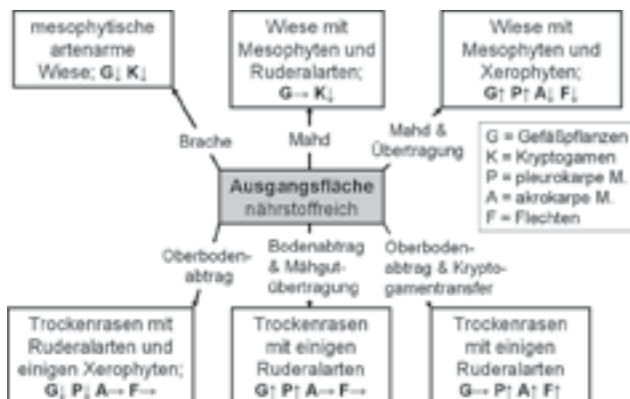 mesophytische
artenarme
Wiese; G↓ K↓
Wiese mit
Mesophyten und
Ruderalarten;
G→ K↓
Wiese mit
Mesophyten und
Xerophyten;
G↑ P↑ A↓ F↓
Brache
Mahd
Mahd &
Übertragung
G = Gefäßpflanzen
K = Kryptogamen
P = pleurokarpe M.
A = akrokarpe M.
F = Flechten
Ausgangsfläche
nährstoffreich
Oberboden-
abtrag
Bodenabtrag
& Mähgut-
übertragung
Oberboden-
abtrag & Krypto-
gamentransfer
Trockenrasen mit
Ruderalarten und
einigen Xerophyten;
G↓ P↓ A→ F→
Trockenrasen
mit einigen
Ruderalarten
G↑ P↑ A→ F→
Trockenrasen
mit einigen
Ruderalarten
G→ P↑ A↑ F↑